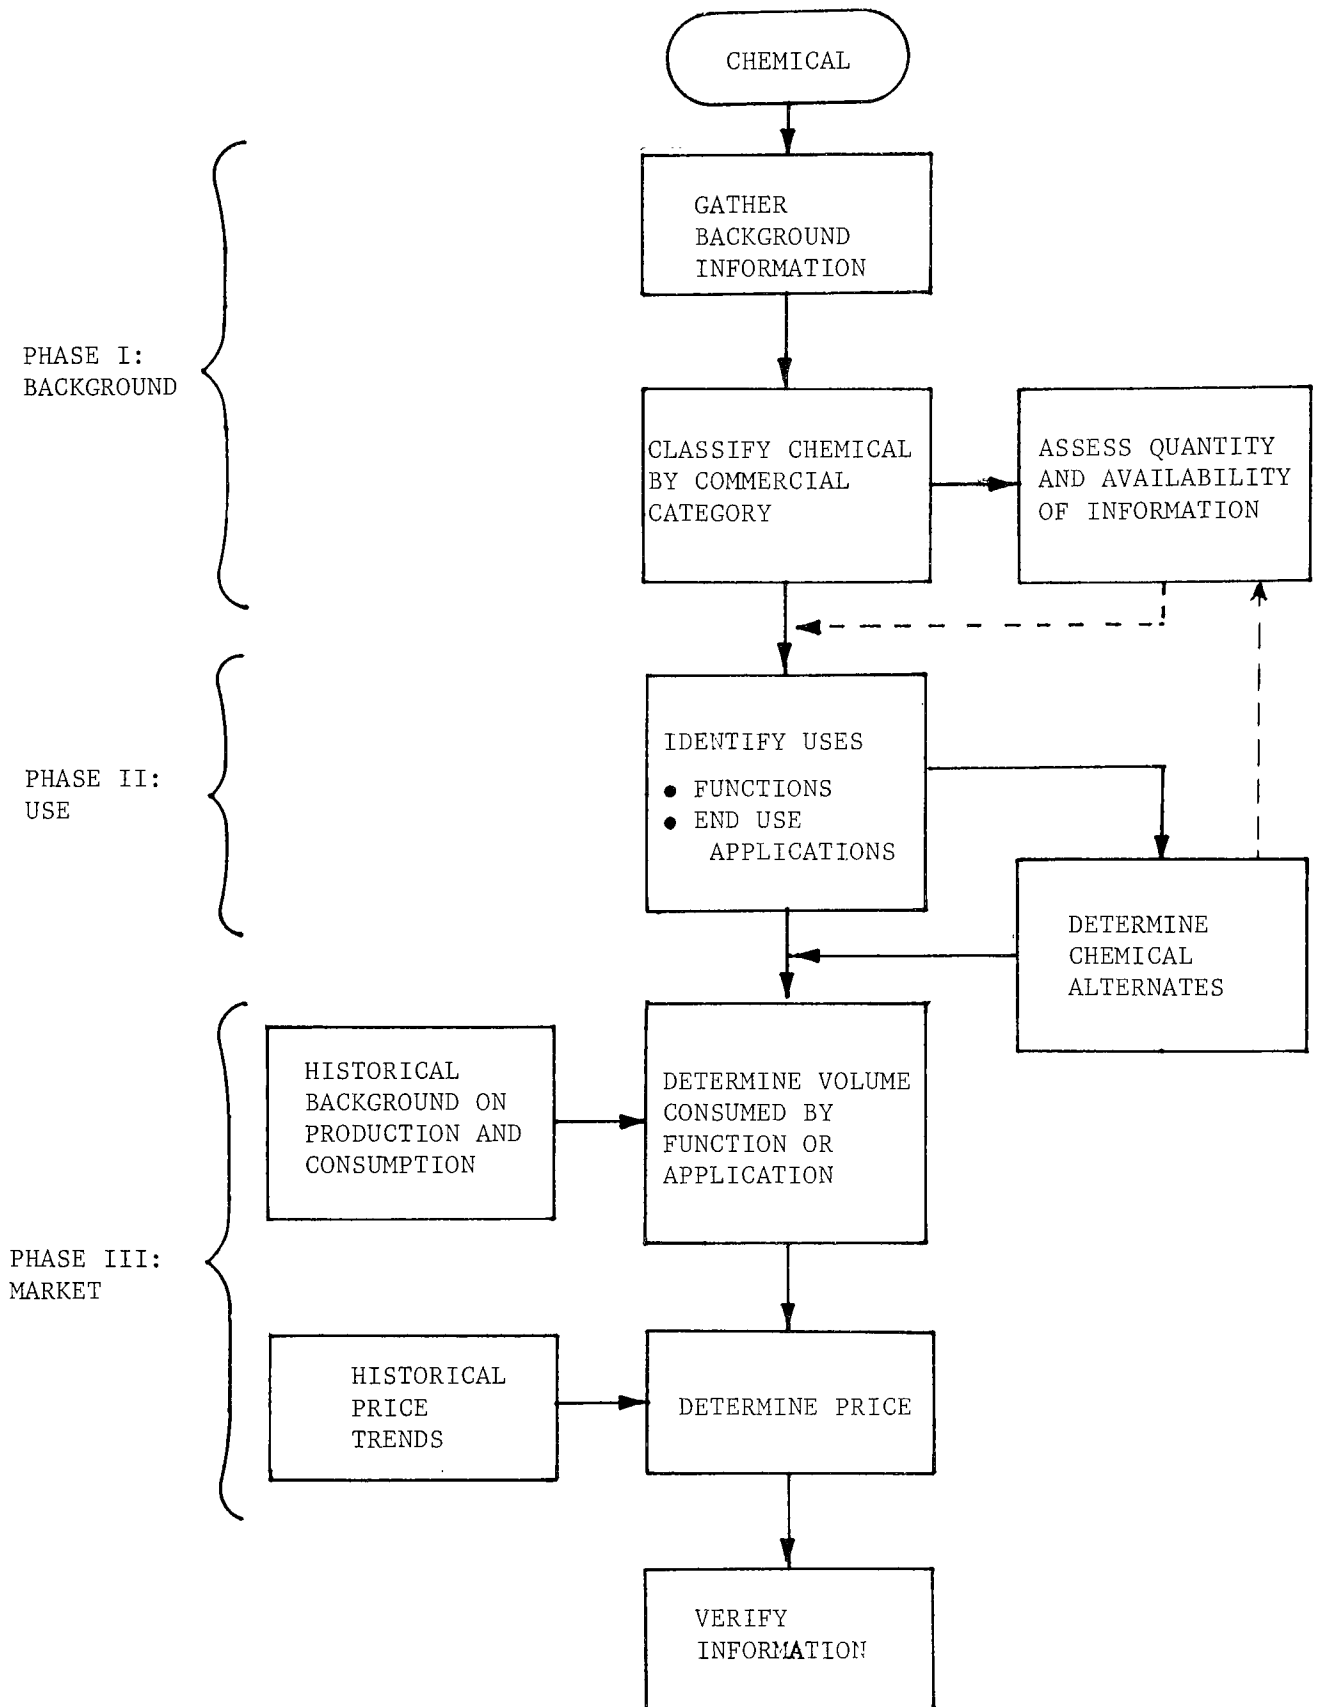 CHEMICAL
GATHER
BACKGROUND
INFORMATION
PHASE I:
BACKGROUND
CLASSIFY CHEMICAL
BY COMMERCIAL
CATEGORY
ASSESS QUANTITY
AND AVAILABILITY
OF INFORMATION
PHASE II:
USE
IDENTIFY USES
● FUNCTIONS
● END USE
APPLICATIONS
DETERMINE
CHEMICAL
ALTERNATES
PHASE III:
MARKET
HISTORICAL
BACKGROUND ON
PRODUCTION AND
CONSUMPTION
DETERMINE VOLUME
CONSUMED BY
FUNCTION OR
APPLICATION
HISTORICAL
PRICE
TRENDS
DETERMINE PRICE
VERIFY
INFORMATION